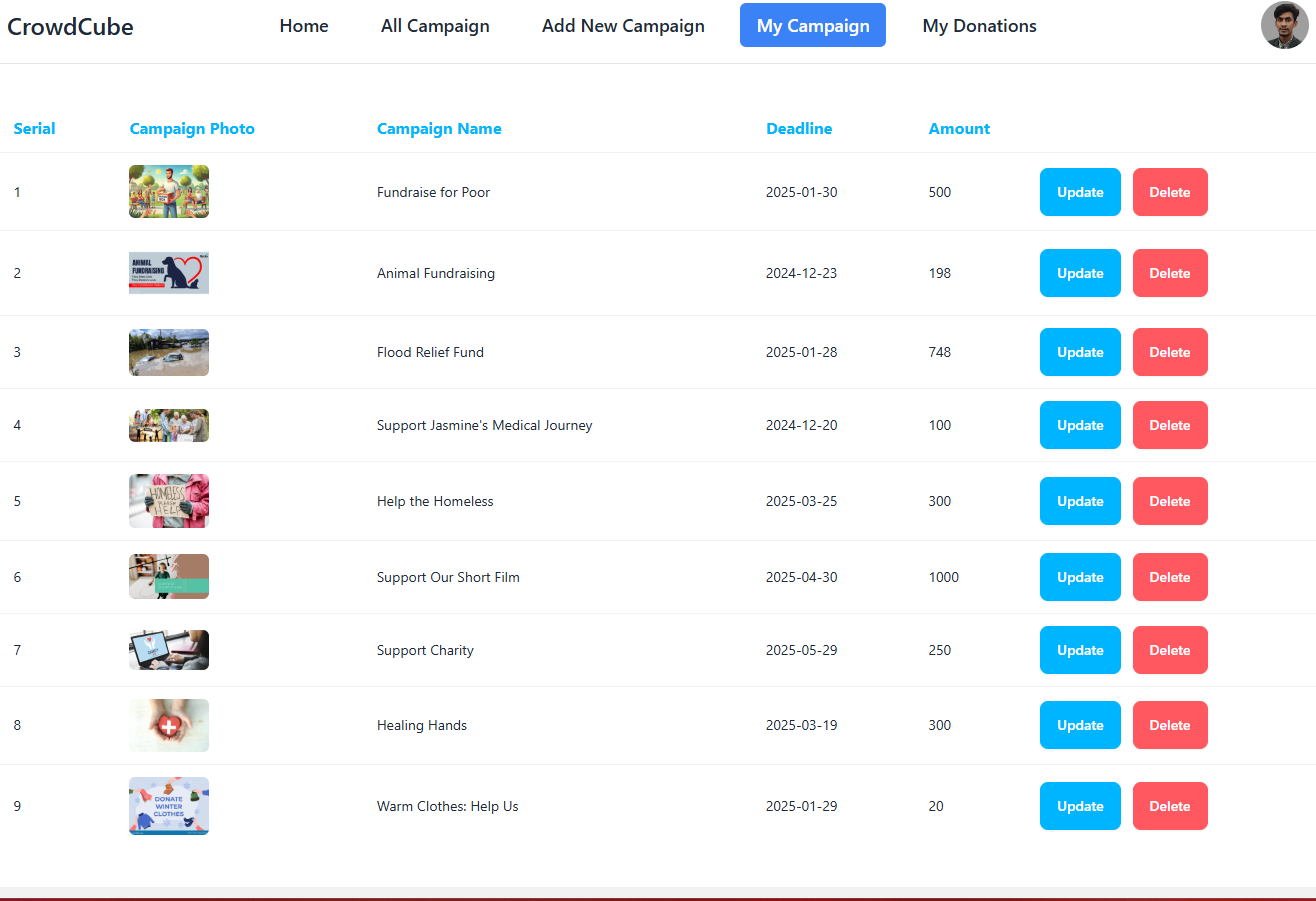 CrowdCube Home All Campaign Add New Campaign My Campaign My Donations
Serial Campaign Photo Campaign Name Deadline Amount
1 Fundraise for Poor 2025-01-30 500 Update Delete
ANIMAL
FUNDRAISING
2 Animal Fundraising 2024-12-23 198 Update Delete
3 Flood Relief Fund 2025-01-28 748 Update Delete
4 Support Jasmine's Medical Journey 2024-12-20 100 Update Delete
HOMELESS
PLEASE
HELP
5 Help the Homeless 2025-03-25 300 Update Delete
6 Support Our Short Film 2025-04-30 1000 Update Delete
7 Support Charity 2025-05-29 250 Update Delete
8 Healing Hands 2025-03-19 300 Update Delete
DONATE
WINTER
CLOTHES
9 Warm Clothes: Help Us 2025-01-29 20 Update Delete